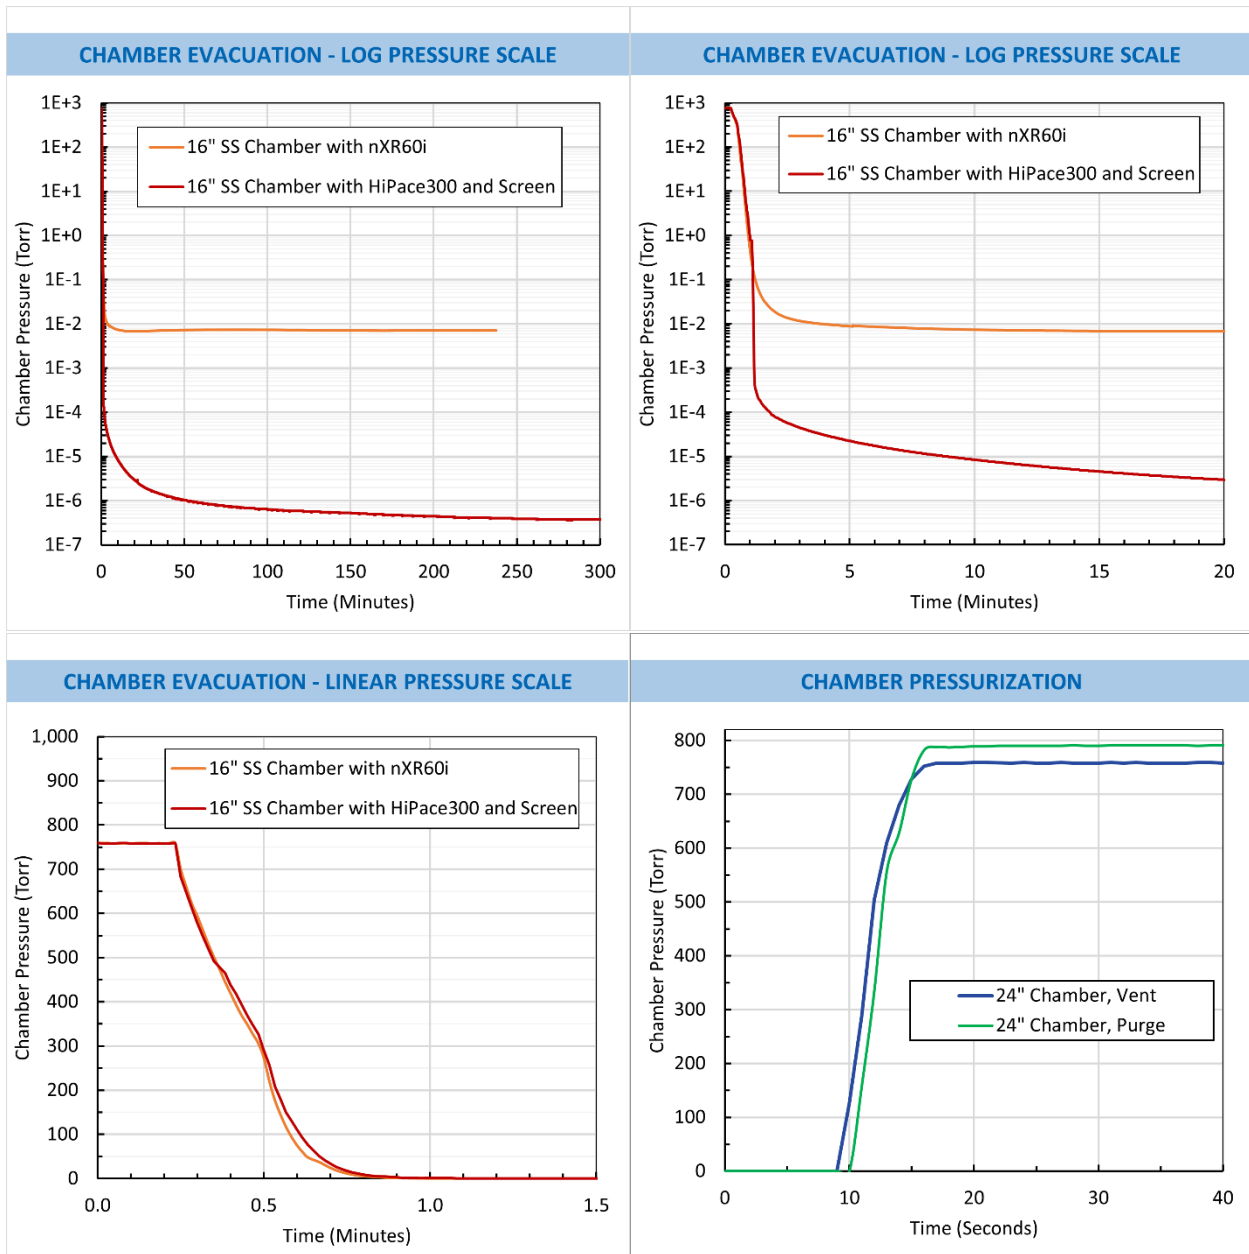 CHAMBER EVACUATION - LOG PRESSURE SCALE
1E+3
1E+2
1E+1
1E+0
1E-1
1E-2
1E-3
1E-4
1E-5
1E-6
1E-7
Chamber Pressure (Torr)
16" SS Chamber with nXR60i
16" SS Chamber with HiPace300 and Screen
0 50 100 150 200 250 300
Time (Minutes)
CHAMBER EVACUATION - LOG PRESSURE SCALE
1E+3
1E+2
1E+1
1E+0
1E-1
1E-2
1E-3
1E-4
1E-5
1E-6
1E-7
Chamber Pressure (Torr)
16" SS Chamber with nXR60i
16" SS Chamber with HiPace300 and Screen
0 5 10 15 20
Time (Minutes)
CHAMBER EVACUATION - LINEAR PRESSURE SCALE
1,000
900
800
700
600
500
400
300
200
100
0
Chamber Pressure (Torr)
16" SS Chamber with nXR60i
16" SS Chamber with HiPace300 and Screen
0.0 0.5 1.0 1.5
Time (Minutes)
CHAMBER PRESSURIZATION
800
700
600
500
400
300
200
100
0
Chamber Pressure (Torr)
24" Chamber, Vent
24" Chamber, Purge
0 10 20 30 40
Time (Seconds)